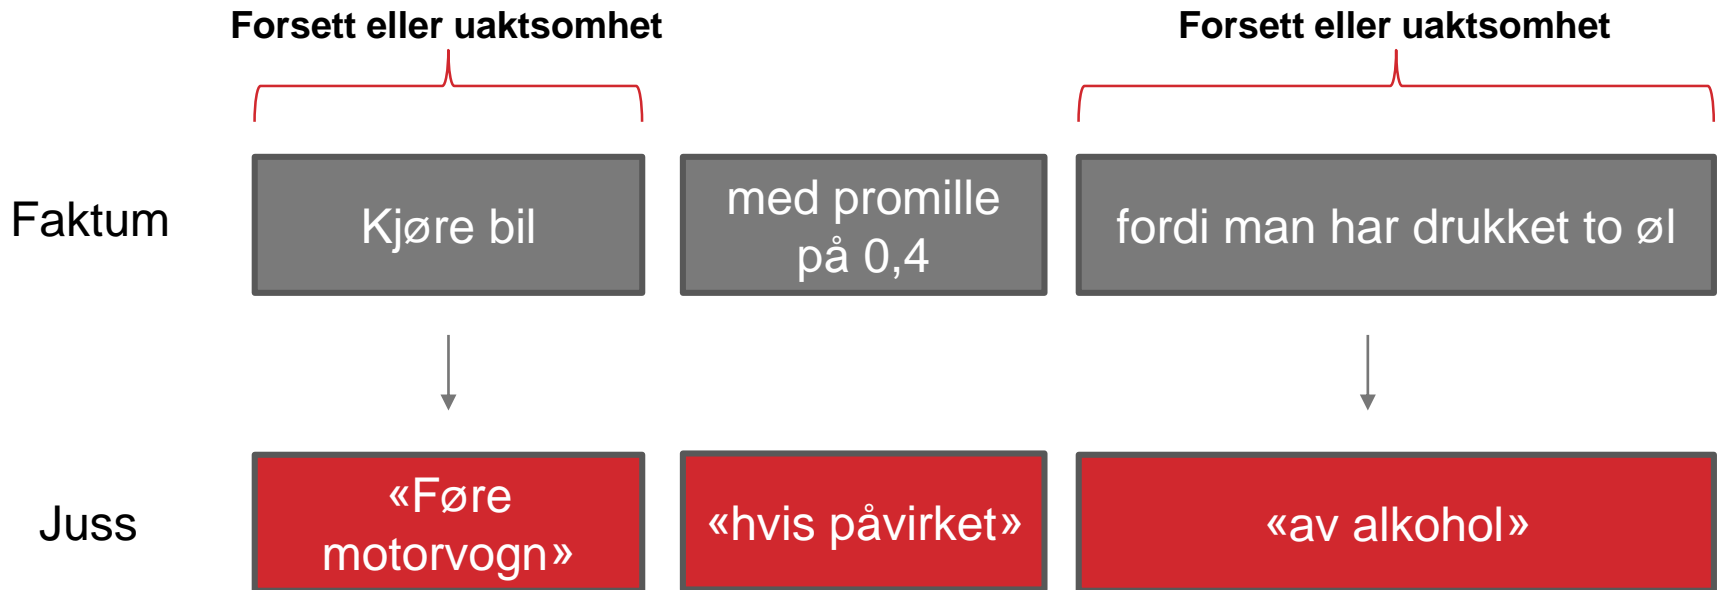 Forsett eller uaktsomhet
Forsett eller uaktsomhet
Faktum
Kjøre bil
med promille
på 0,4
fordi man har drukket to øl
Juss
«Føre
motorvogn»
«hvis påvirket»
«av alkohol»